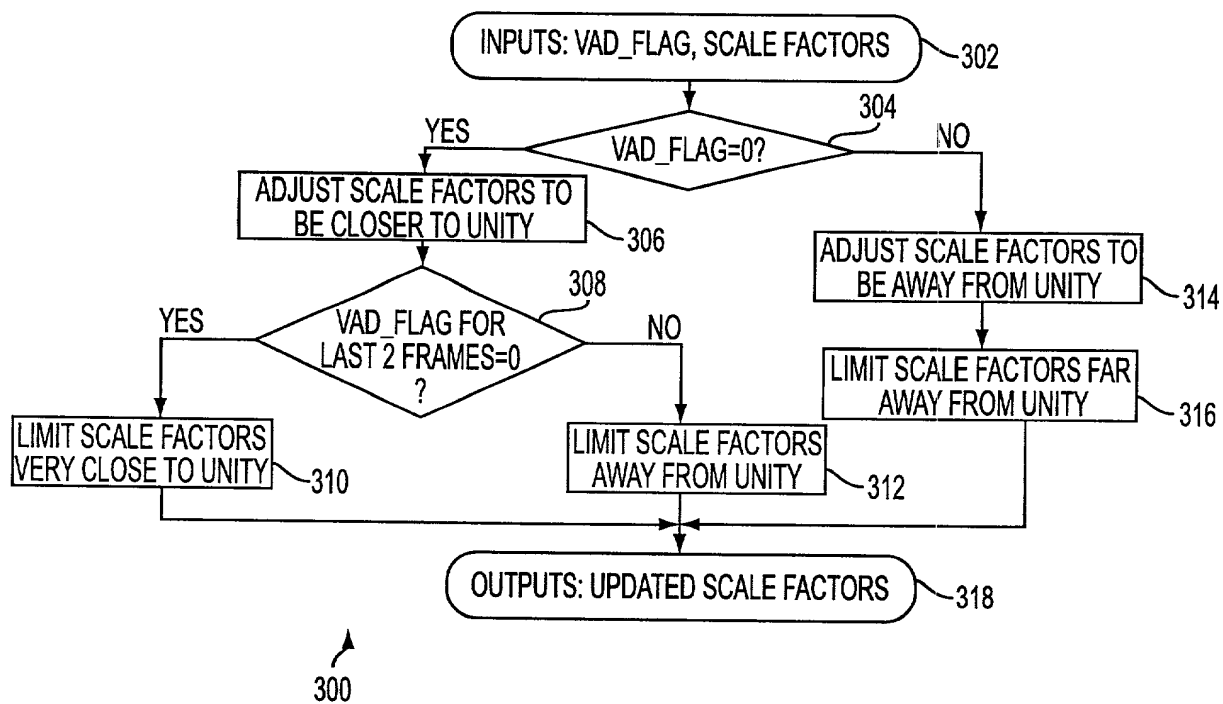 INPUTS: VAD_FLAG, SCALE FACTORS
302
304
YES
VAD_FLAG=0?
NO
ADJUST SCALE FACTORS TO
BE CLOSER TO UNITY
306
ADJUST SCALE FACTORS TO
BE AWAY FROM UNITY
314
308
YES
VAD_FLAG FOR
LAST 2 FRAMES=0
?
NO
LIMIT SCALE FACTORS FAR
AWAY FROM UNITY
316
LIMIT SCALE FACTORS
VERY CLOSE TO UNITY
310
LIMIT SCALE FACTORS
AWAY FROM UNITY
312
OUTPUTS: UPDATED SCALE FACTORS
318
300